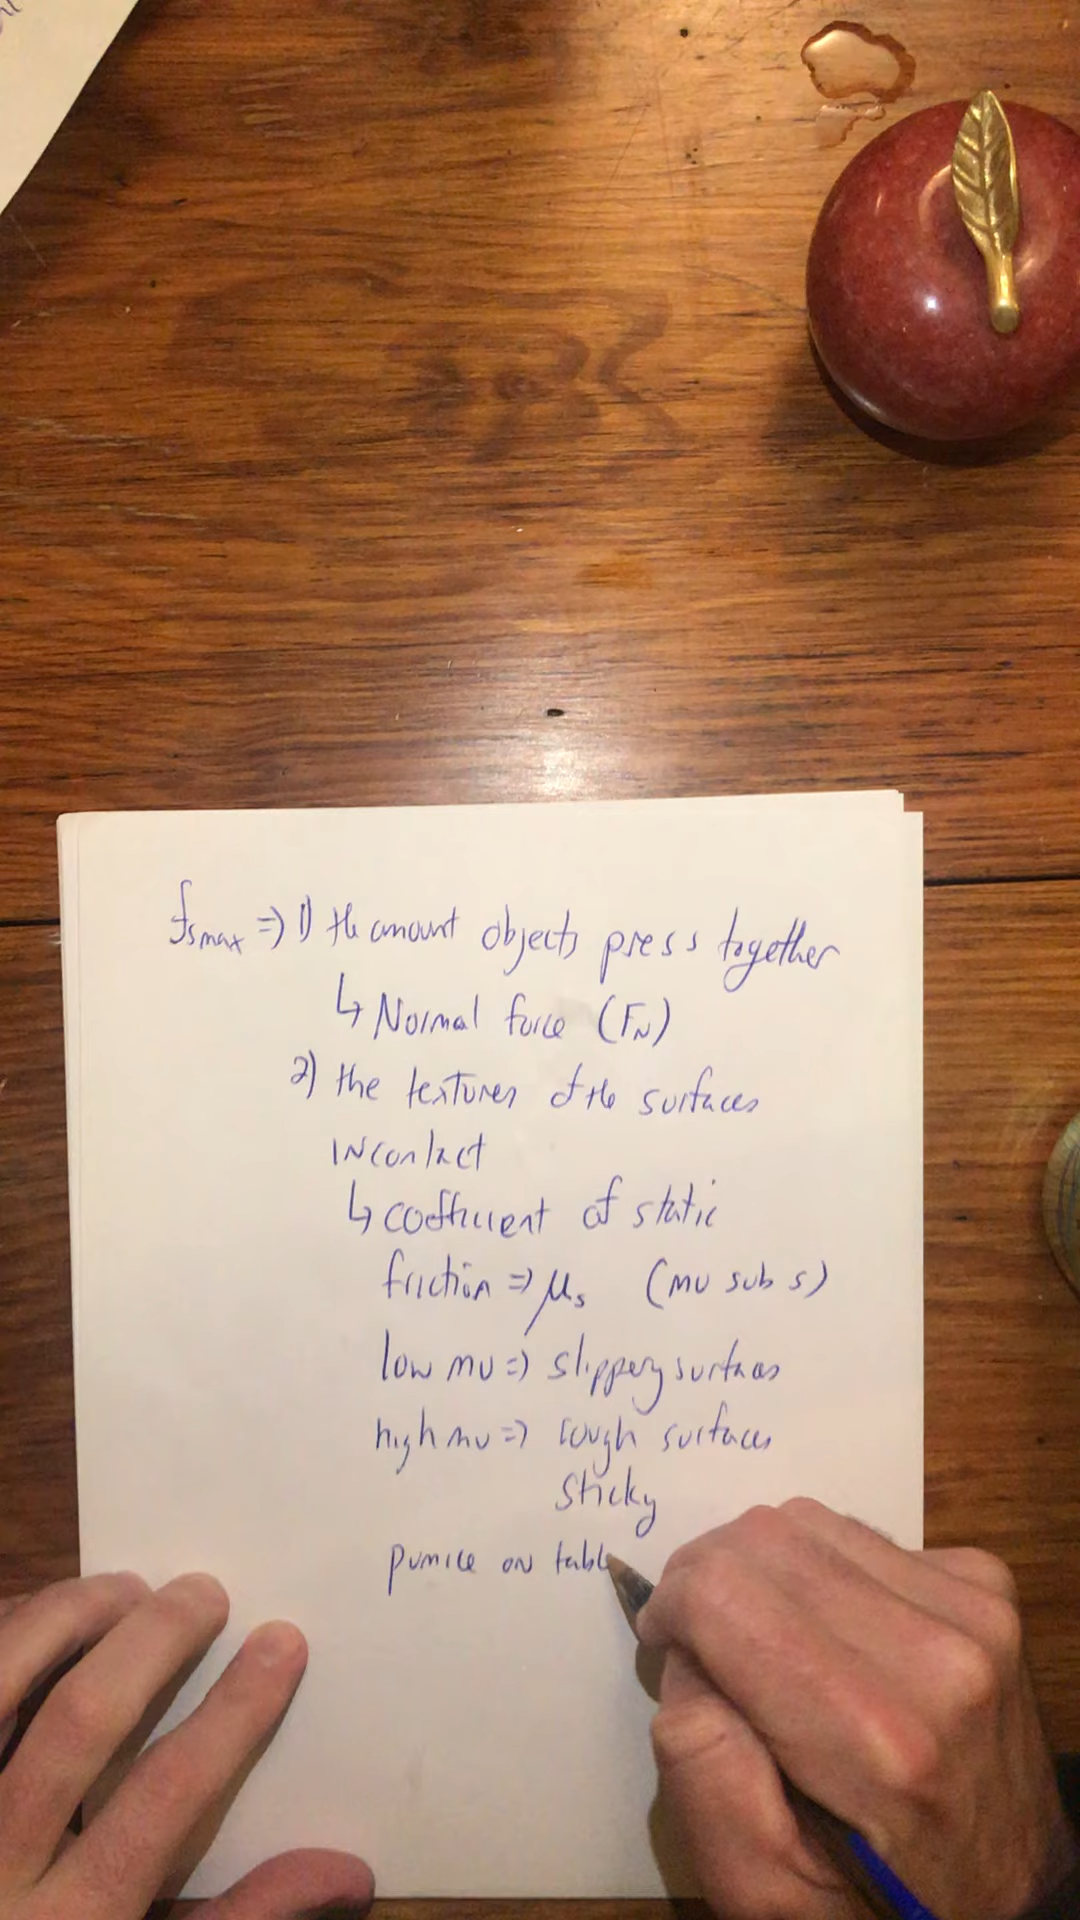 fsmax => 1) the amount objects press together
↳ Normal force (FN)
2) the textures of the surfaces
in contact
↳ coefficient of static
friction => μs (mu sub s)
low mu => slippery surfaces
high mu => rough surfaces
sticky
pumice on table